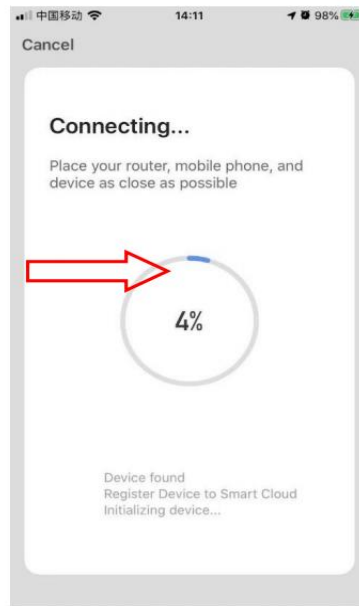 中国移动 14:11 98%
Cancel
Connecting...
Place your router, mobile phone, and
device as close as possible
4%
Device found
Register Device to Smart Cloud
Initializing device...